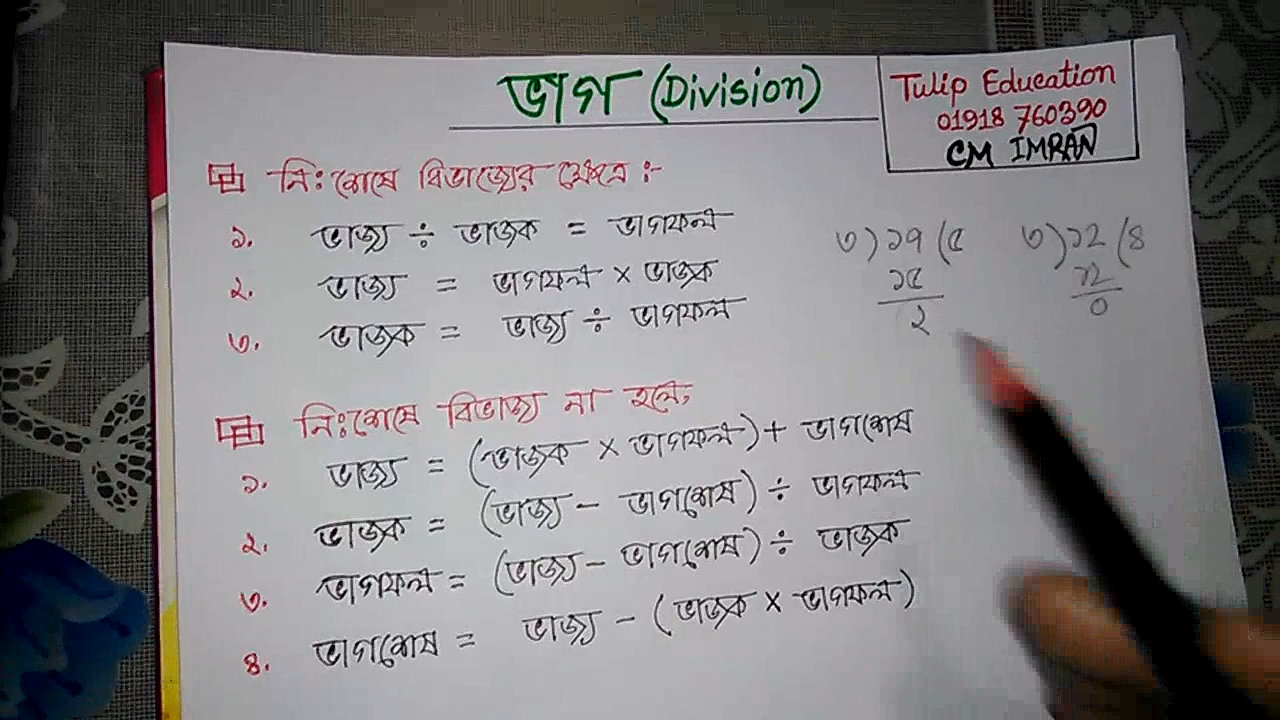 ভাগ (Division)
Tulip Education
01918 760390
CM IMRAN
নিঃশেষে বিভাজ্যের ক্ষেত্রে :-
১. ভাজ্য ÷ ভাজক = ভাগফল
২. ভাজ্য = ভাগফল × ভাজক
৩. ভাজক = ভাজ্য ÷ ভাগফল
৩ ) ১৭ ( ৫
১৫
২
৩ ) ১২ ( ৪
১২
০
নিঃশেষে বিভাজ্য না হলে,
১. ভাজ্য = (ভাজক × ভাগফল) + ভাগশেষ
২. ভাজক = (ভাজ্য - ভাগশেষ) ÷ ভাগফল
৩. ভাগফল = (ভাজ্য - ভাগশেষ) ÷ ভাজক
৪. ভাগশেষ = ভাজ্য - (ভাজক × ভাগফল)